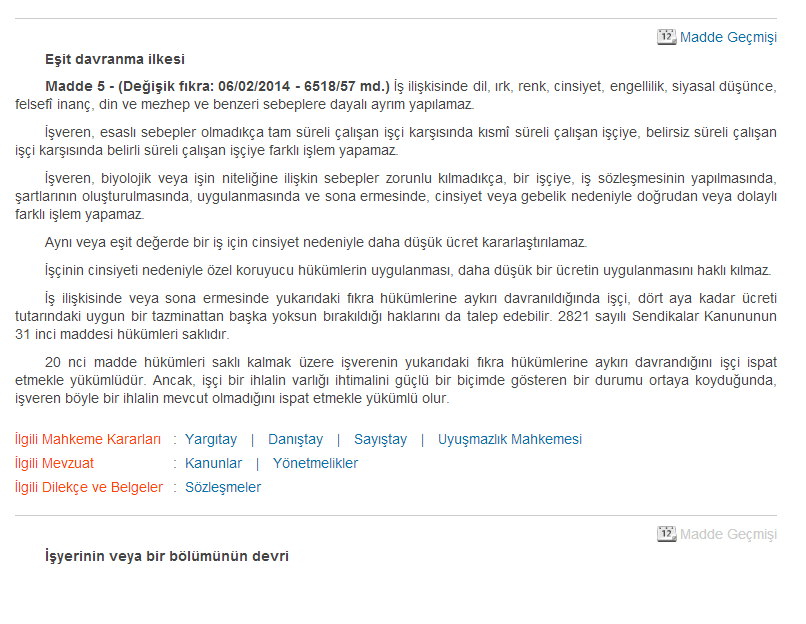 12 Madde Geçmişi
Eşit davranma ilkesi
Madde 5 - (Değişik fıkra: 06/02/2014 - 6518/57 md.) İş ilişkisinde dil, ırk, renk, cinsiyet, engellilik, siyasal düşünce,
felsefî inanç, din ve mezhep ve benzeri sebeplere dayalı ayrım yapılamaz.
İşveren, esaslı sebepler olmadıkça tam süreli çalışan işçi karşısında kısmî süreli çalışan işçiye, belirsiz süreli çalışan
işçi karşısında belirli süreli çalışan işçiye farklı işlem yapamaz.
İşveren, biyolojik veya işin niteliğine ilişkin sebepler zorunlu kılmadıkça, bir işçiye, iş sözleşmesinin yapılmasında,
şartlarının oluşturulmasında, uygulanmasında ve sona ermesinde, cinsiyet veya gebelik nedeniyle doğrudan veya dolaylı
farklı işlem yapamaz.
Aynı veya eşit değerde bir iş için cinsiyet nedeniyle daha düşük ücret kararlaştırılamaz.
İşçinin cinsiyeti nedeniyle özel koruyucu hükümlerin uygulanması, daha düşük bir ücretin uygulanmasını haklı kılmaz.
İş ilişkisinde veya sona ermesinde yukarıdaki fıkra hükümlerine aykırı davranıldığında işçi, dört aya kadar ücreti
tutarındaki uygun bir tazminattan başka yoksun bırakıldığı haklarını da talep edebilir. 2821 sayılı Sendikalar Kanununun
31 inci maddesi hükümleri saklıdır.
20 nci madde hükümleri saklı kalmak üzere işverenin yukarıdaki fıkra hükümlerine aykırı davrandığını işçi ispat
etmekle yükümlüdür. Ancak, işçi bir ihlalin varlığı ihtimalini güçlü bir biçimde gösteren bir durumu ortaya koyduğunda,
işveren böyle bir ihlalin mevcut olmadığını ispat etmekle yükümlü olur.
İlgili Mahkeme Kararları : Yargıtay | Danıştay | Sayıştay | Uyuşmazlık Mahkemesi
İlgili Mevzuat : Kanunlar | Yönetmelikler
İlgili Dilekçe ve Belgeler : Sözleşmeler
12 Madde Geçmişi
İşyerinin veya bir bölümünün devri